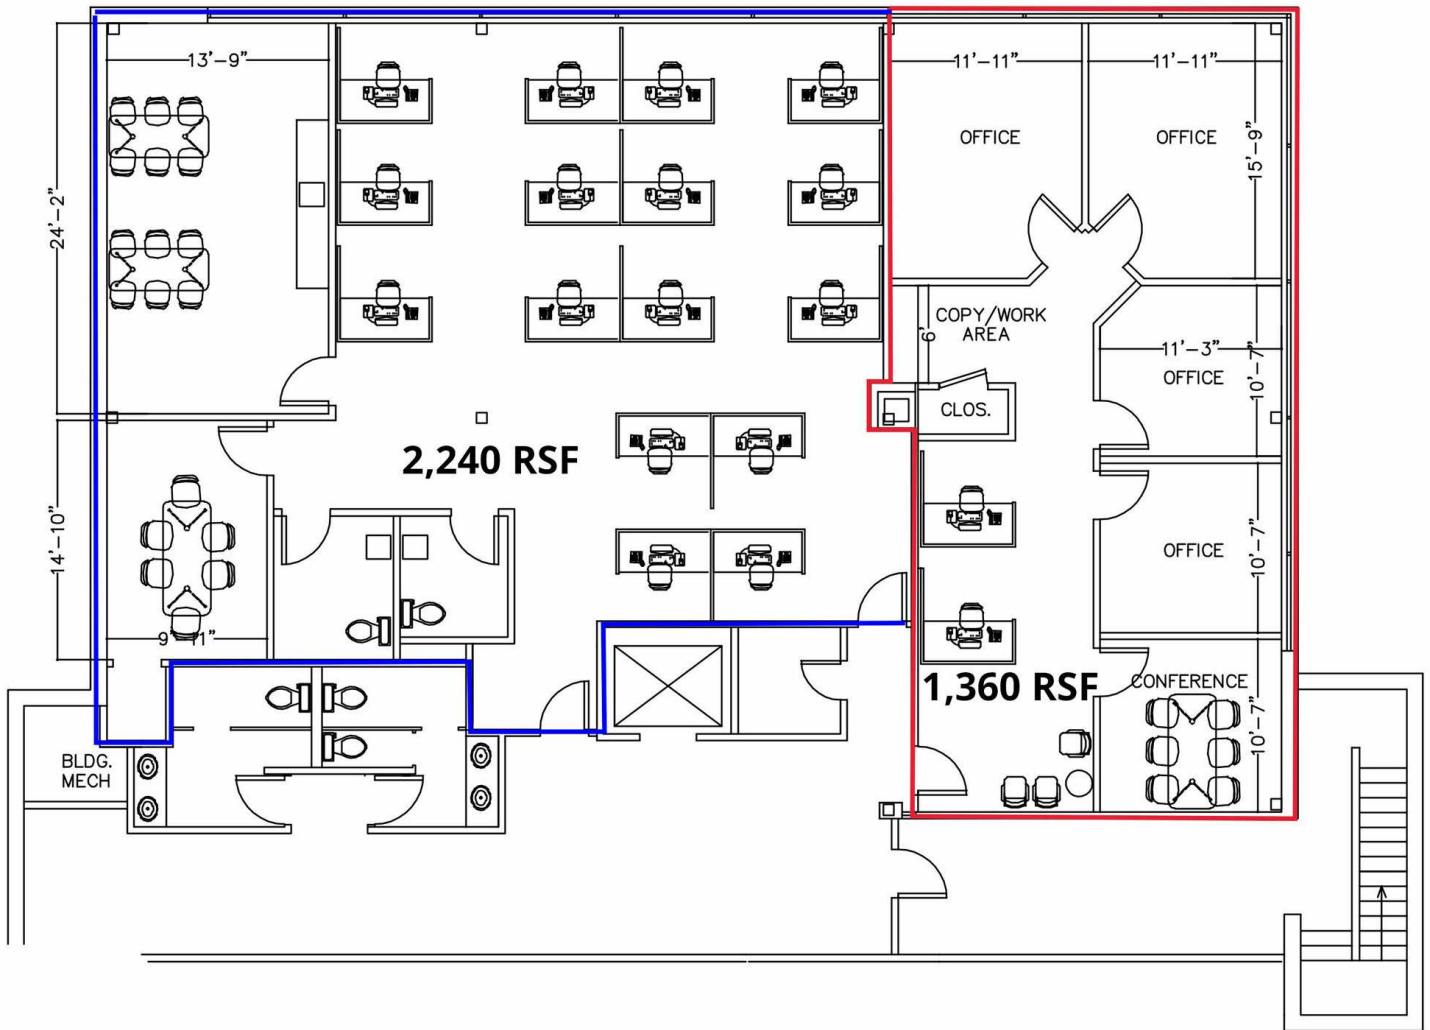 13'-9"
11'-11"
11'-11"
OFFICE
OFFICE
15'-9"
24'-2"
COPY/WORK
AREA
6'
11'-3"
OFFICE
10'-7"
CLOS.
2,240 RSF
14'-10"
OFFICE
10'-7"
9'-11"
1,360 RSF
CONFERENCE
10'-7"
BLDG.
MECH